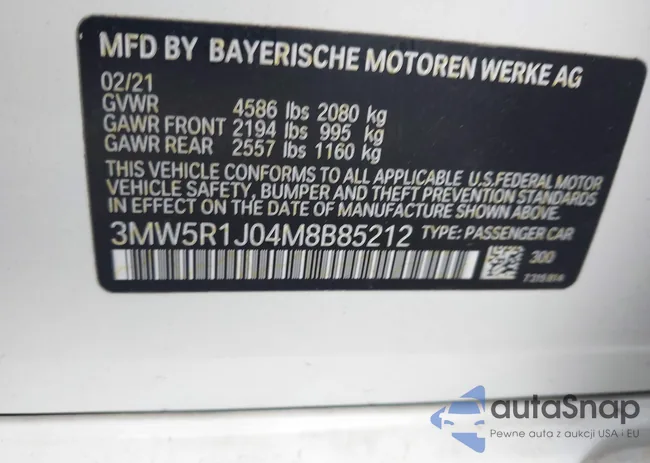 MFD BY BAYERISCHE MOTOREN WERKE AG
02/21
GVWR 4586 lbs 2080 kg
GAWR FRONT 2194 lbs 995 kg
GAWR REAR 2557 lbs 1160 kg
THIS VEHICLE CONFORMS TO ALL APPLICABLE U.S.FEDERAL MOTOR
VEHICLE SAFETY, BUMPER AND THEFT PREVENTION STANDARDS
IN EFFECT ON THE DATE OF MANUFACTURE SHOWN ABOVE.
3MW5R1J04M8B85212 TYPE: PASSENGER CAR
300
autaSnap
Pewne auta z aukcji USA i EU